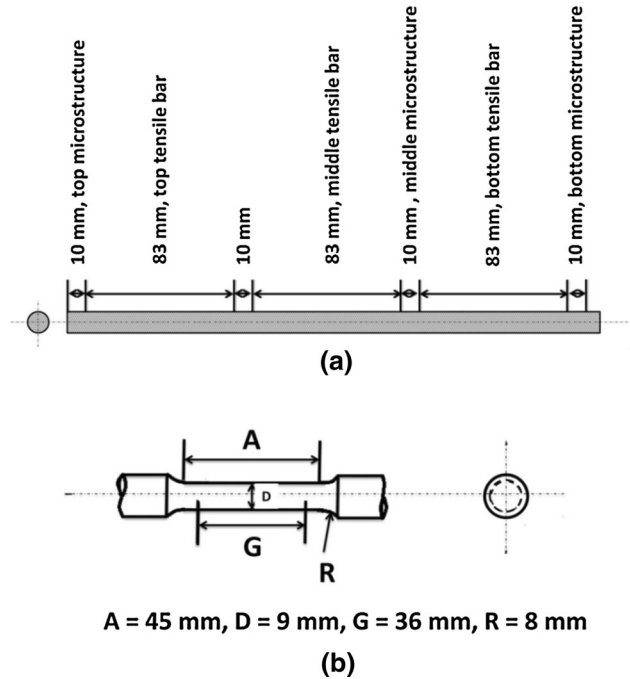 10 mm, top microstructure
83 mm, top tensile bar
10 mm
83 mm, middle tensile bar
10 mm , middle microstructure
83 mm, bottom tensile bar
10 mm, bottom microstructure
(a)
A
D
G
R
A = 45 mm, D = 9 mm, G = 36 mm, R = 8 mm
(b)